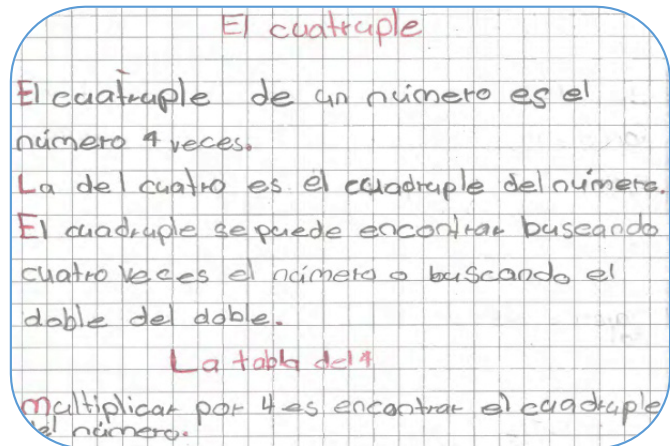 El cuatruple
El cuatruple de un número es el
número 4 veces.
La del cuatro es el cuadruple del número.
El cuadruple se puede encontrar buscando
cuatro veces el número o buscando el
doble del doble.
La tabla del 4
multiplicar por 4 es encontrar el cuadruple
del número.